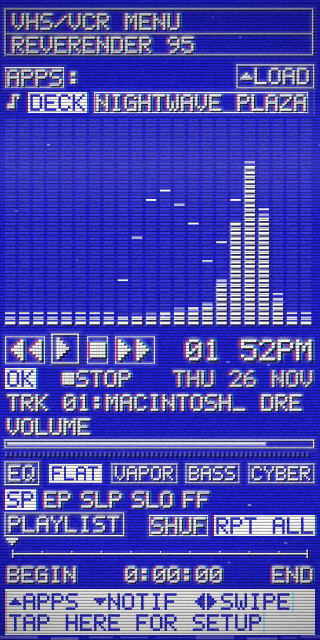 VHS/VCR MENU
REVERENDER 95
APPS: LOAD
DECK NIGHTWAVE PLAZA
01 52PM
OK STOP THU 26 NOV
TRK 01:MACINTOSH_ DRE
VOLUME
EQ FLAT VAPOR BASS CYBER
SP EP SLP SLO FF
PLAYLIST SHUF RPT ALL
BEGIN 0:00:00 END
APPS NOTIF SWIPE
TAP HERE FOR SETUP